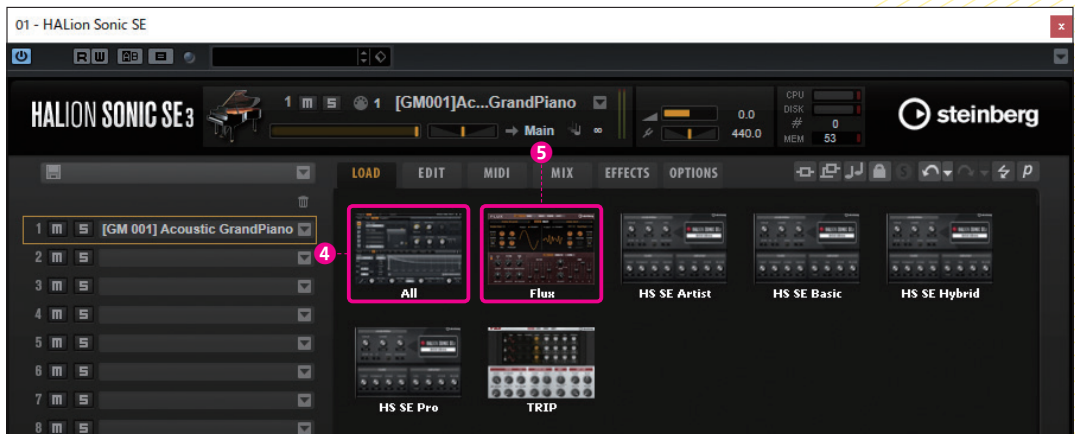 01 - HALion Sonic SE
x
R W AB
HALION SONIC SE 3
1 m S 1 [GM001]Ac...GrandPiano
Main ∞
0.0
440.0
CPU
DISK
# 0
MEM 53
steinberg
5
LOAD EDIT MIDI MIX EFFECTS OPTIONS
S p
1 m S [GM 001] Acoustic GrandPiano
2 m S
3 m S
4 m S
5 m S
6 m S
7 m S
8 m S
4
All Flux HS SE Artist HS SE Basic HS SE Hybrid
HS SE Pro TRIP